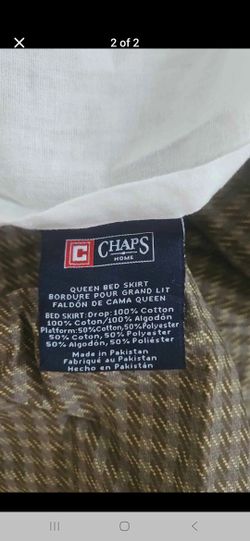 2 of 2
C CHAPS
HOME
QUEEN BED SKIRT
BORDURE POUR GRAND LIT
FALDÓN DE CAMA QUEEN
BED SKIRT: Drop: 100% Cotton
100% Coton/100% Algodón
Platform: 50% Cotton, 50% Polyester
50% Coton, 50% Polyester
50% Algodón, 50% Poliéster
Made in Pakistan
Fabriqué au Pakistan
Hecho en Pakistán